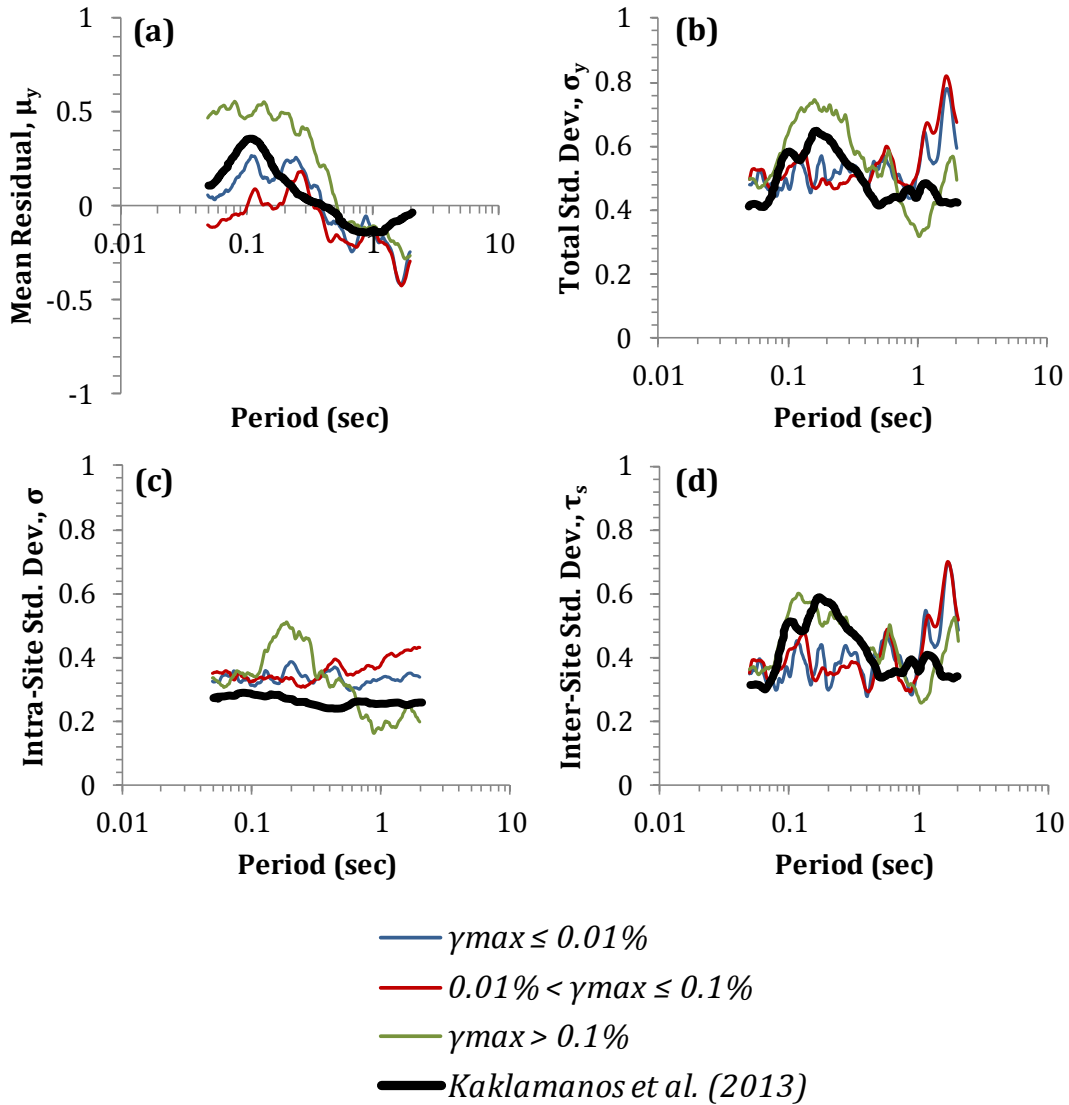 (a)
Mean Residual, μy
1
0.5
0
-0.5
-1
0.01
0.1
1
10
Period (sec)
(b)
Total Std. Dev., σy
1
0.8
0.6
0.4
0.2
0
0.01
0.1
1
10
Period (sec)
(c)
Intra-Site Std. Dev., σ
1
0.8
0.6
0.4
0.2
0
0.01
0.1
1
10
Period (sec)
(d)
Inter-Site Std. Dev., τs
1
0.8
0.6
0.4
0.2
0
0.01
0.1
1
10
Period (sec)
γmax ≤ 0.01%
0.01% < γmax ≤ 0.1%
γmax > 0.1%
Kaklamanos et al. (2013)